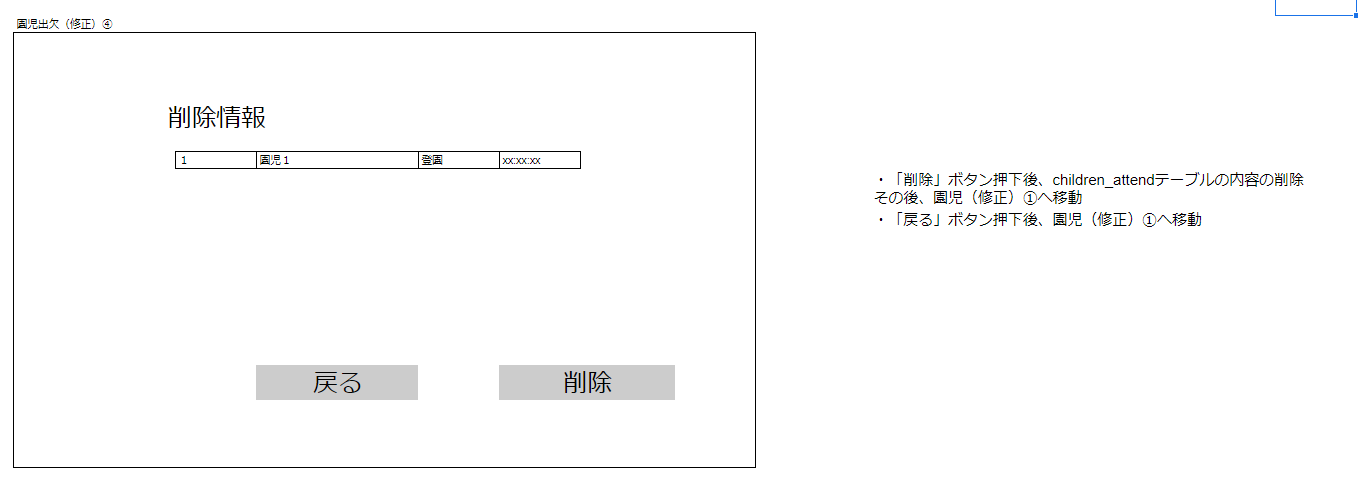 園児出欠（修正）④
削除情報
1 園児１ 登園 xx:xx:xx
戻る 削除
・「削除」ボタン押下後、children_attendテーブルの内容の削除
その後、園児（修正）①へ移動
・「戻る」ボタン押下後、園児（修正）①へ移動